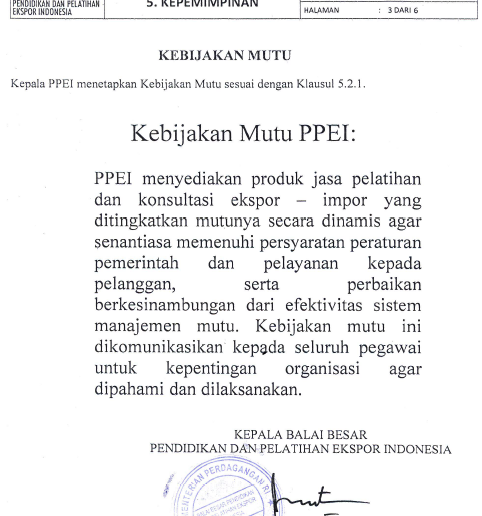 PENDIDIKAN DAN PELATIHAN
EKSPOR INDONESIA
5. KEPEMIMPINAN
HALAMAN : 3 DARI 6
KEBIJAKAN MUTU
Kepala PPEI menetapkan Kebijakan Mutu sesuai dengan Klausul 5.2.1.
Kebijakan Mutu PPEI:
PPEI menyediakan produk jasa pelatihan
dan konsultasi ekspor – impor yang
ditingkatkan mutunya secara dinamis agar
senantiasa memenuhi persyaratan peraturan
pemerintah dan pelayanan kepada
pelanggan, serta perbaikan
berkesinambungan dari efektivitas sistem
manajemen mutu. Kebijakan mutu ini
dikomunikasikan kepada seluruh pegawai
untuk kepentingan organisasi agar
dipahami dan dilaksanakan.
KEPALA BALAI BESAR
PENDIDIKAN DAN PELATIHAN EKSPOR INDONESIA
PERDAGANGAN RI
BESAR PENDIDIKAN